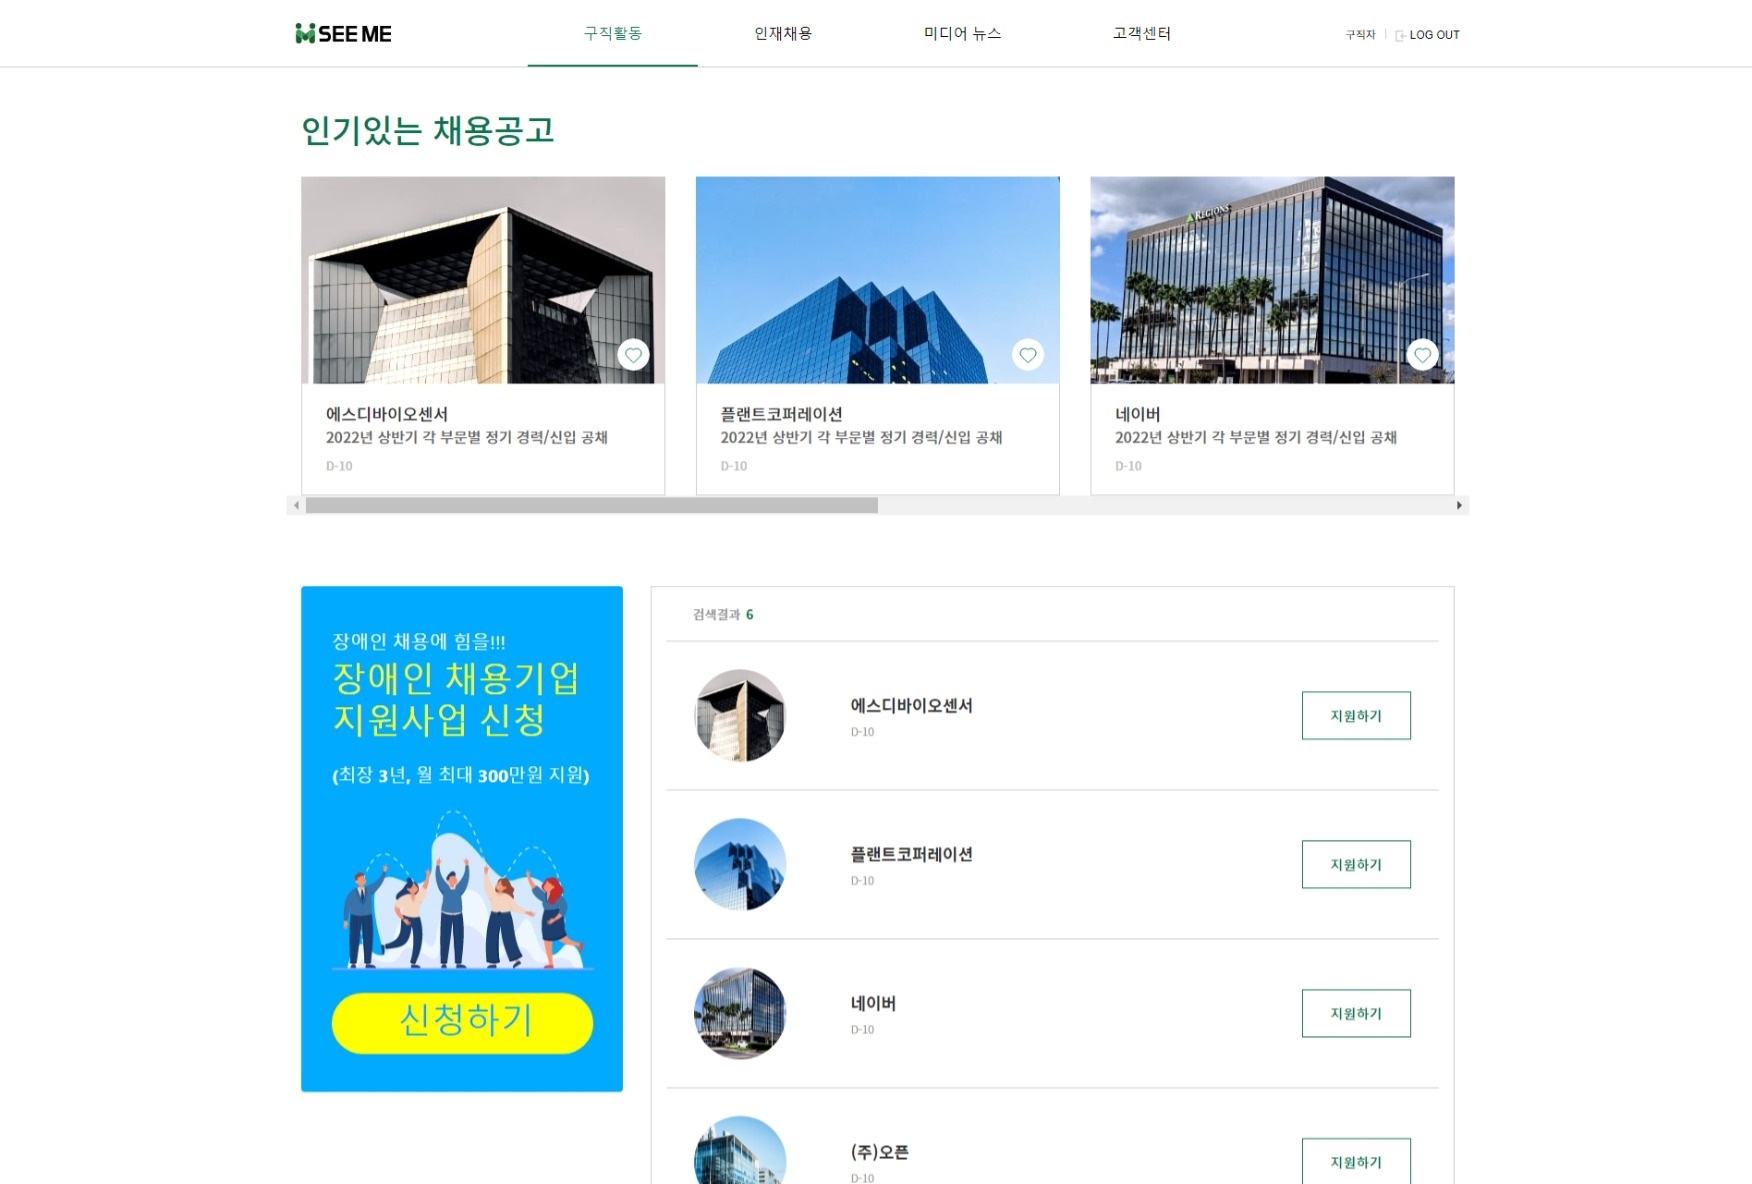 SEE ME
구직활동
인재채용
미디어 뉴스
고객센터
구직자
LOG OUT
인기있는 채용공고
REGIONS
에스디바이오센서
2022년 상반기 각 부문별 정기 경력/신입 공채
D-10
플랜트코퍼레이션
2022년 상반기 각 부문별 정기 경력/신입 공채
D-10
네이버
2022년 상반기 각 부문별 정기 경력/신입 공채
D-10
장애인 채용에 힘을!!!
장애인 채용기업
지원사업 신청
(최장 3년, 월 최대 300만원 지원)
신청하기
검색결과 6
에스디바이오센서
D-10
지원하기
플랜트코퍼레이션
D-10
지원하기
네이버
D-10
지원하기
(주)오픈
D-10
지원하기